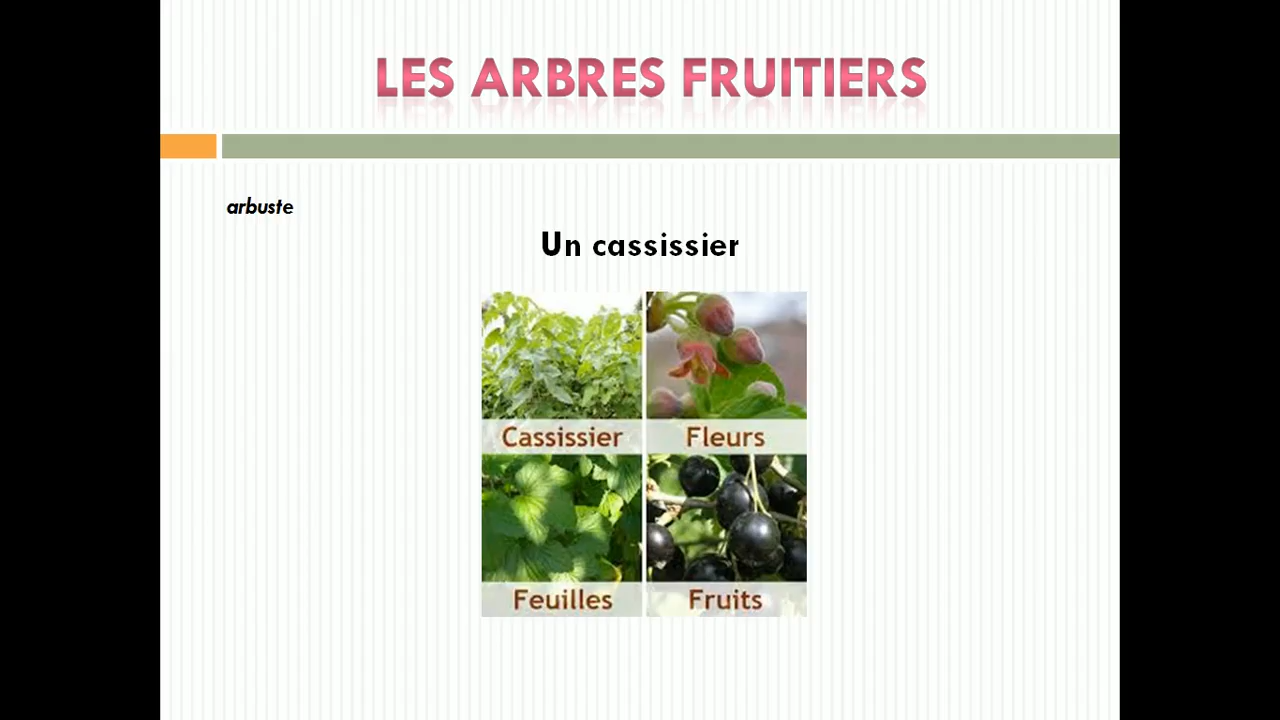 LES ARBRES FRUITIERS
arbuste
Un cassissier
Cassissier
Fleurs
Feuilles
Fruits